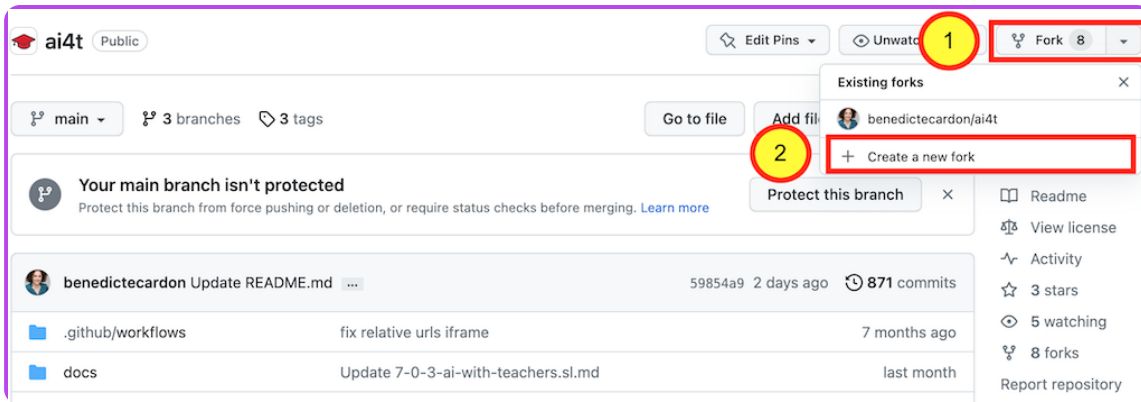 ai4t Public
Edit Pins
Unwatc
1
Fork 8
Existing forks
benedictecardon/ai4t
2
Create a new fork
main
3 branches
3 tags
Go to file
Add fil
Your main branch isn't protected
Protect this branch from force pushing or deletion, or require status checks before merging. Learn more
Protect this branch
Readme
View license
Activity
3 stars
5 watching
8 forks
Report repository
benedictecardon Update README.md ...
59854a9 2 days ago 871 commits
.github/workflows fix relative urls iframe 7 months ago
docs Update 7-0-3-ai-with-teachers.sl.md last month